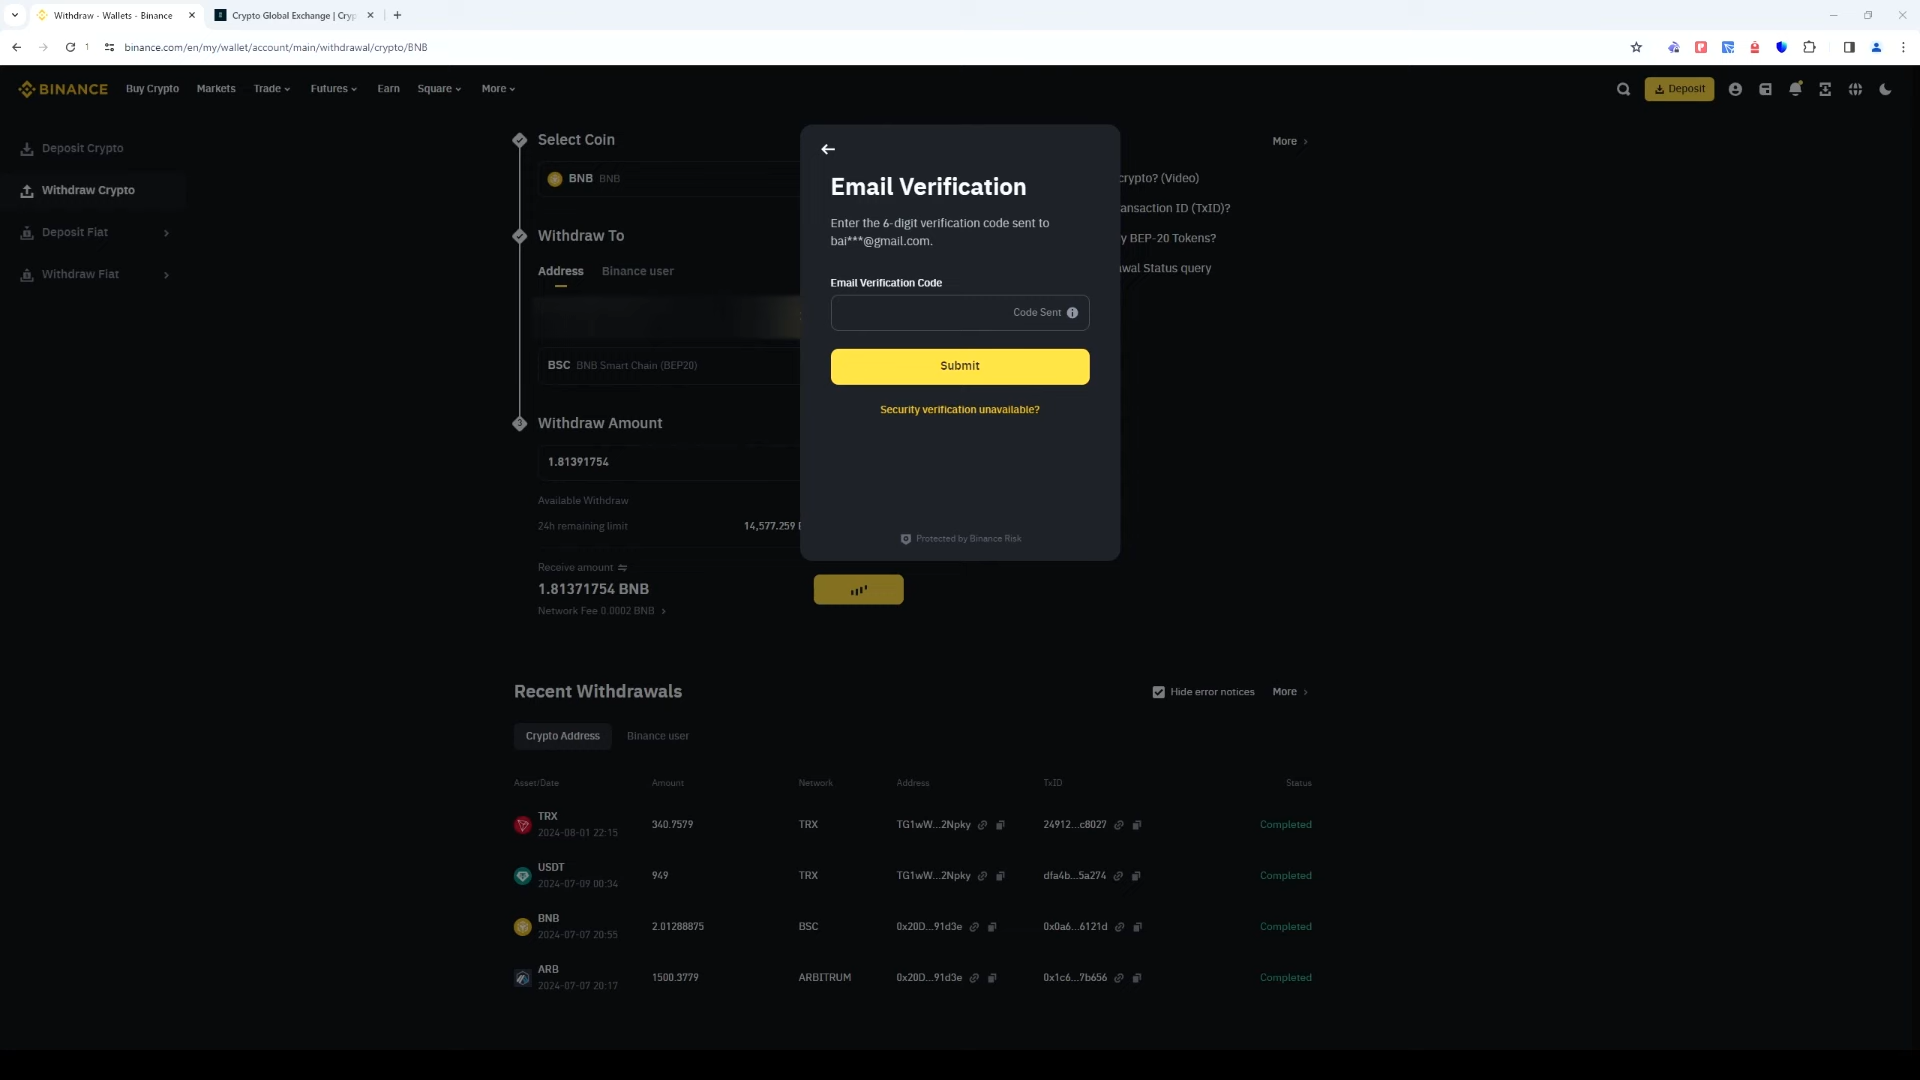 Withdraw - Wallets - Binance
Crypto Global Exchange | Cryp
1
binance.com/en/my/wallet/account/main/withdrawal/crypto/BNB
BINANCE
Buy Crypto
Markets
Trade
Futures
Earn
Square
More
Deposit
Deposit Crypto
Withdraw Crypto
Deposit Fiat
Withdraw Fiat
Select Coin
BNB BNB
Withdraw To
Address
Binance user
BSC BNB Smart Chain (BEP20)
3
Withdraw Amount
1.81391754
Available Withdraw
24h remaining limit
14,577.259
Receive amount
1.81371754 BNB
Network Fee 0.0002 BNB
Email Verification
Enter the 6-digit verification code sent to
bai***@gmail.com.
Email Verification Code
Code Sent
Submit
Security verification unavailable?
Protected by Binance Risk
More
crypto? (Video)
ansaction ID (TxID)?
y BEP-20 Tokens?
awal Status query
Recent Withdrawals
Hide error notices
More
Crypto Address
Binance user
Asset/Date Amount Network Address TxID Status
TRX
2024-08-01 22:15
340.7579 TRX TG1wW...2Npky 24912...c8027 Completed
USDT
2024-07-09 00:34
949 TRX TG1wW...2Npky dfa4b...5a274 Completed
BNB
2024-07-07 20:55
2.01288875 BSC 0x20D...91d3e 0x0a6...6121d Completed
ARB
2024-07-07 20:17
1500.3779 ARBITRUM 0x20D...91d3e 0x1c6...7b656 Completed